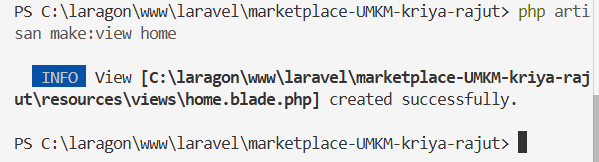 PS C:\laragon\www\laravel\marketplace-UMKM-kriya-rajut> php arti
san make:view home
INFO View [C:\laragon\www\laravel\marketplace-UMKM-kriya-raj
ut\resources\views\home.blade.php] created successfully.
PS C:\laragon\www\laravel\marketplace-UMKM-kriya-rajut>